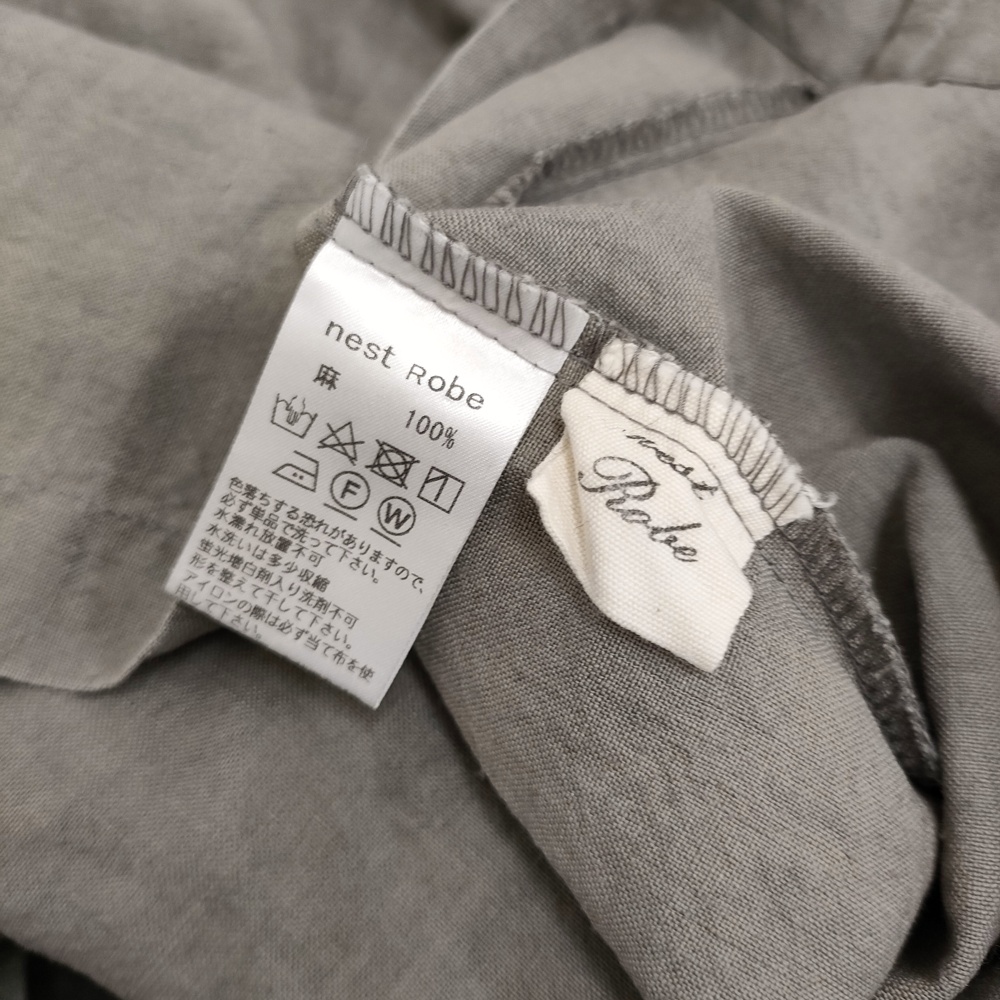 nest Robe
麻 100%
F W
色落ちする恐れがありますので、
必ず単品で洗って下さい。
水濡れ放置不可
水洗いは多少収縮
蛍光増白剤入り洗剤不可
形を整えて干して下さい。
アイロンの際は必ず当て布を使
用して下さい。
nest
Robe